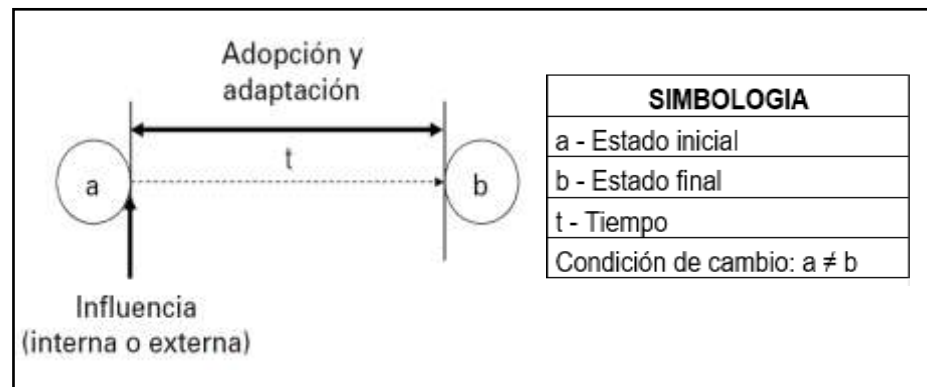 Adopción y
adaptación
t
a
b
Influencia
(interna o externa)
SIMBOLOGIA
a - Estado inicial
b - Estado final
t - Tiempo
Condición de cambio: a ≠ b